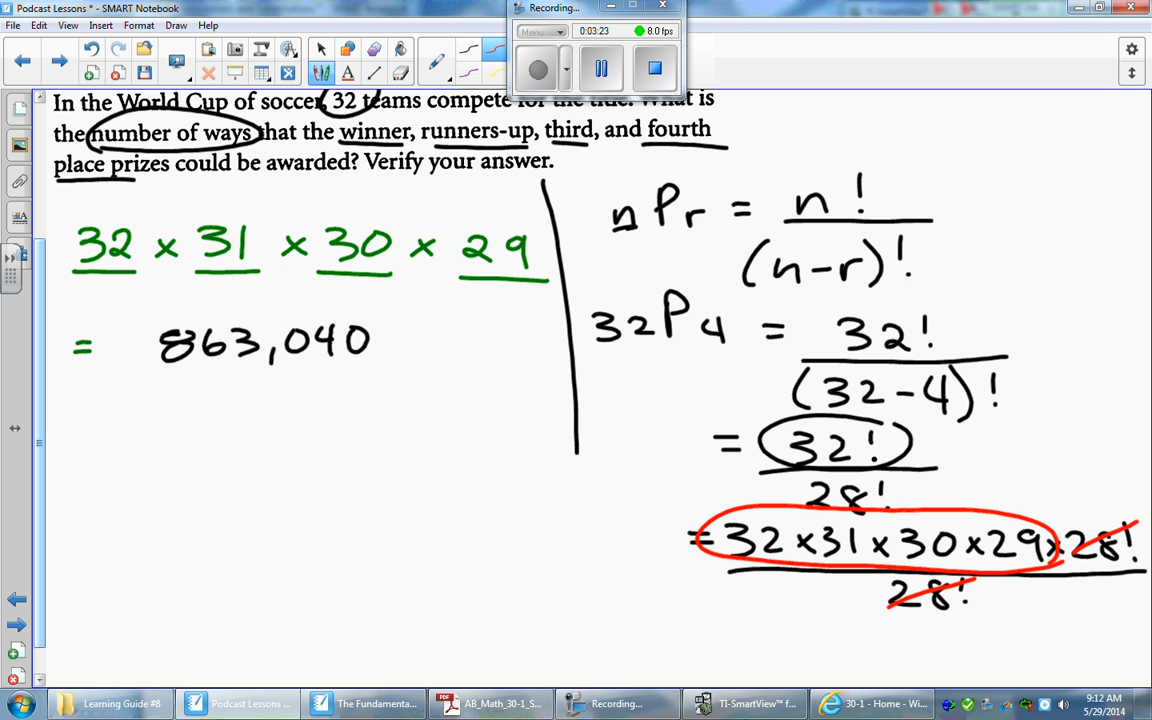 Podcast Lessons * - SMART Notebook
Recording...
File Edit View Insert Format Draw Help
Menu 0:03:23 8.0 fps
In the World Cup of soccer, 32 teams compete for the title. What is
the number of ways that the winner, runners-up, third, and fourth
place prizes could be awarded? Verify your answer.
32 × 31 × 30 × 29
= 863,040
nPr = n!
(n-r)!
32P4 = 32!
(32-4)!
= 32!
28!
= 32 ×31 × 30 ×29× 28!
28!
Learning Guide #8
Podcast Lessons ...
The Fundamenta...
AB_Math_30-1_S...
Recording...
TI-SmartView™ f...
30-1 - Home - Wi...
9:12 AM
5/29/2014